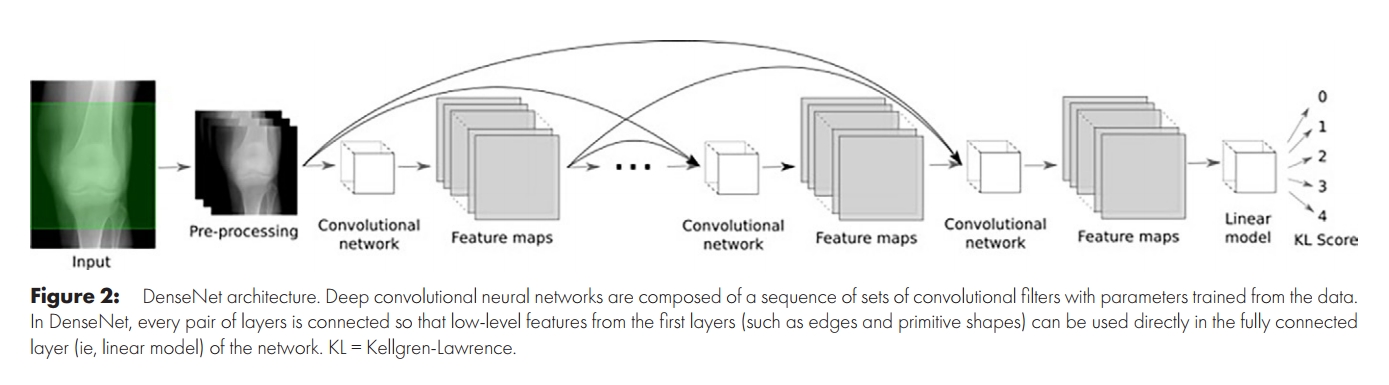 Input
Pre-processing
Convolutional
network
Feature maps
...
Convolutional
network
Feature maps
Convolutional
network
Feature maps
Linear
model
0
1
2
3
4
KL Score
Figure 2: DenseNet architecture. Deep convolutional neural networks are composed of a sequence of sets of convolutional filters with parameters trained from the data.
In DenseNet, every pair of layers is connected so that low-level features from the first layers (such as edges and primitive shapes) can be used directly in the fully connected
layer (ie, linear model) of the network. KL = Kellgren-Lawrence.